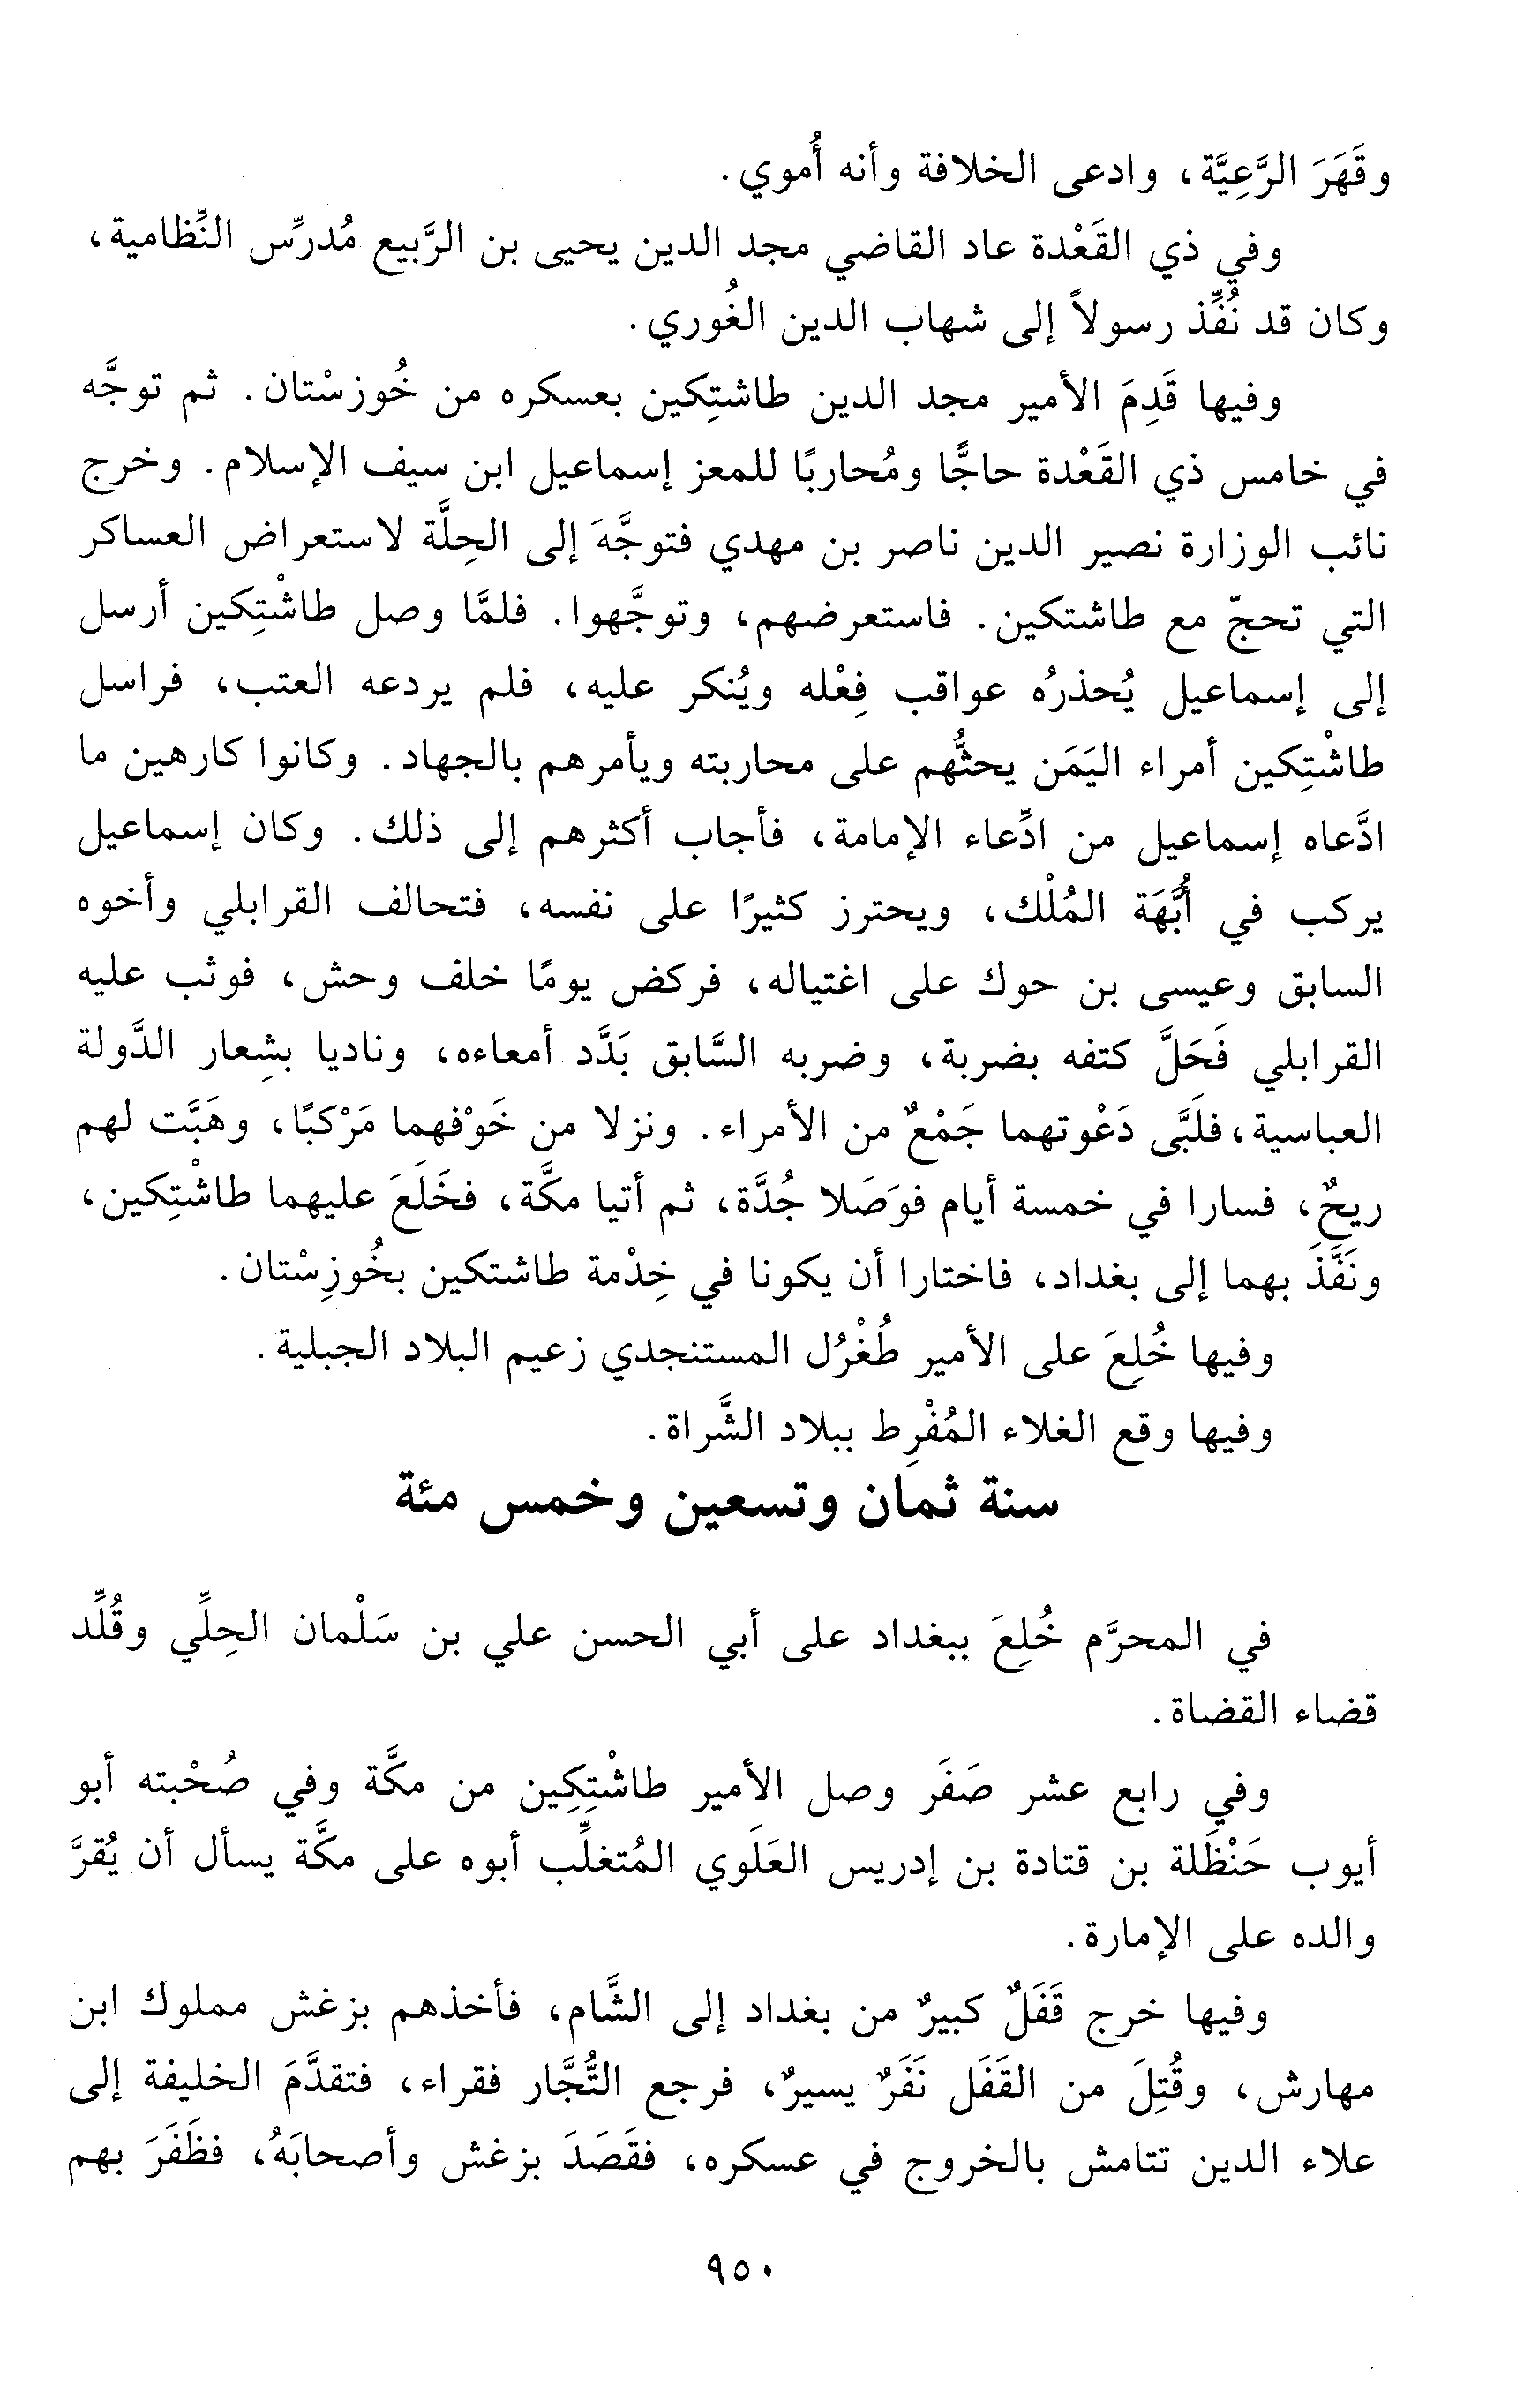 وقَهَرَ الرَّعِيَّة، وادعى الخلافة وأنه أُموي.
وفي ذي القَعْدة عاد القاضي مجد الدين يحيى بن الرَّبيع مُدرِّس النِّظامية،
وكان قد نُفِّذ رسولاً إلى شهاب الدين الغُوري.
وفيها قَدِمَ الأمير مجد الدين طاشتِكين بعسكره من خُوزسْتان. ثم توجَّه
في خامس ذي القَعْدة حاجًّا ومُحاربًا للمعز إسماعيل ابن سيف الإسلام. وخرج
نائب الوزارة نصير الدين ناصر بن مهدي فتوجَّهَ إلى الحِلَّة لاستعراض العساكر
التي تحجّ مع طاشتكين. فاستعرضهم، وتوجَّهوا. فلمَّا وصل طاشْتِكين أرسل
إلى إسماعيل يُحذرُه عواقب فِعْله ويُنكر عليه، فلم يردعه العتب، فراسل
طاشْتِكين أمراء اليَمَن يحثُّهم على محاربته ويأمرهم بالجهاد. وكانوا كارهين ما
ادَّعاه إسماعيل من ادِّعاء الإمامة، فأجاب أكثرهم إلى ذلك. وكان إسماعيل
يركب في أُبَّهَة المُلْك، ويحترز كثيرًا على نفسه، فتحالف القرابلي وأخوه
السابق وعيسى بن حوك على اغتياله، فركض يومًا خلف وحش، فوثب عليه
القرابلي فَحَلَّ كتفه بضربة، وضربه السَّابق بَدَّد أمعاءه، وناديا بشِعار الدَّولة
العباسية، فلَبَّى دَعْوتهما جَمْعٌ من الأمراء. ونزلا من خَوْفهما مَرْكبًا، وهَبَّت لهم
ريحٌ، فسارا في خمسة أيام فوَصَلا جُدَّة، ثم أتيا مكَّة، فخَلَعَ عليهما طاشْتِكين،
ونَفَّذَ بهما إلى بغداد، فاختارا أن يكونا في خِذْمة طاشتكين بخُوزِسْتان.
وفيها خُلِعَ على الأمير طُغْرُل المستنجدي زعيم البلاد الجبلية.
وفيها وقع الغلاء المُفْرِط ببلاد الشَّراة.
سنة ثمان وتسعين وخمس مئة
في المحرَّم خُلِعَ ببغداد على أبي الحسن علي بن سَلْمان الحِلِّي وقُلِّد
قضاء القضاة.
وفي رابع عشر صَفَر وصل الأمير طاشْتِكِين من مكَّة وفي صُحْبته أبو
أيوب حَنْظَلة بن قتادة بن إدريس العَلَوي المُتغلِّب أبوه على مكَّة يسأل أن يُقرَّ
والده على الإمارة.
وفيها خرج قَفَلٌ كبيرٌ من بغداد إلى الشَّام، فأخذهم بزغش مملوك ابن
مهارش، وقُتِلَ من القَفَل نَفَرٌ يسيرٌ، فرجع التُّجَّار فقراء، فتقدَّمَ الخليفة إلى
علاء الدين تتامش بالخروج في عسكره، فقَصَدَ بزغش وأصحابَهُ، فظَفَرَ بهم
٩٥٠